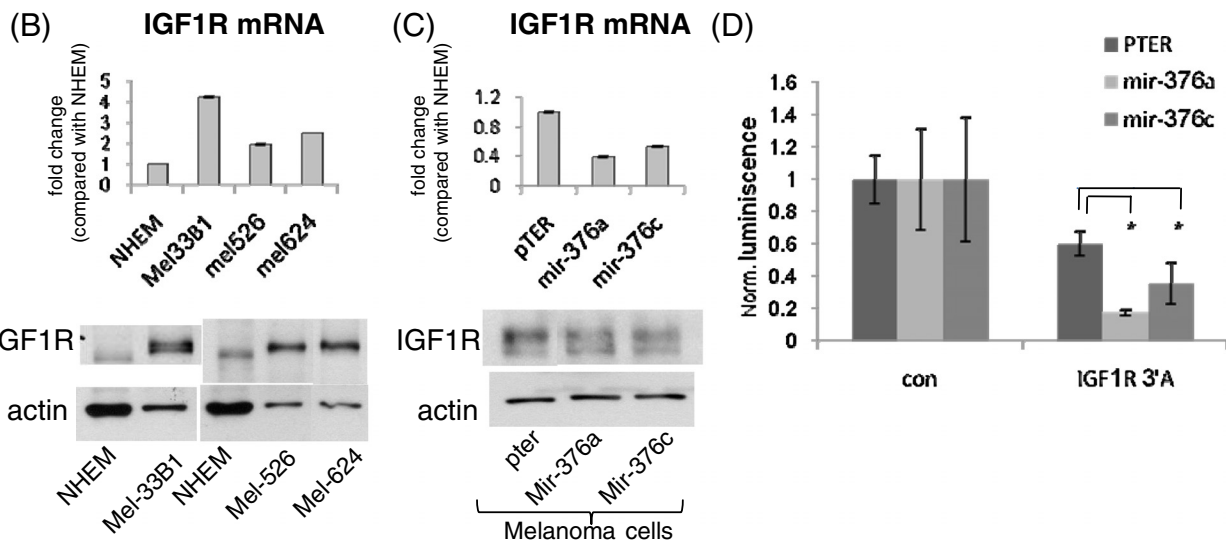 (B) IGF1R mRNA
fold change
(compared with NHEM)
5
4
3
2
1
0
NHEM
Mel33B1
mel526
mel624
IGF1R
actin
NHEM
Mel-33B1
NHEM
Mel-526
Mel-624
(C) IGF1R mRNA
fold change
(compared with NHEM)
1.2
0.8
0.4
0
pTER
mir-376a
mir-376c
IGF1R
actin
pter
Mir-376a
Mir-376c
Melanoma cells
(D)
PTER
mir-376a
mir-376c
Norm. luminiscence
1.6
1.4
1.2
1
0.8
0.6
0.4
0.2
0
* *
con
IGF1R 3'A